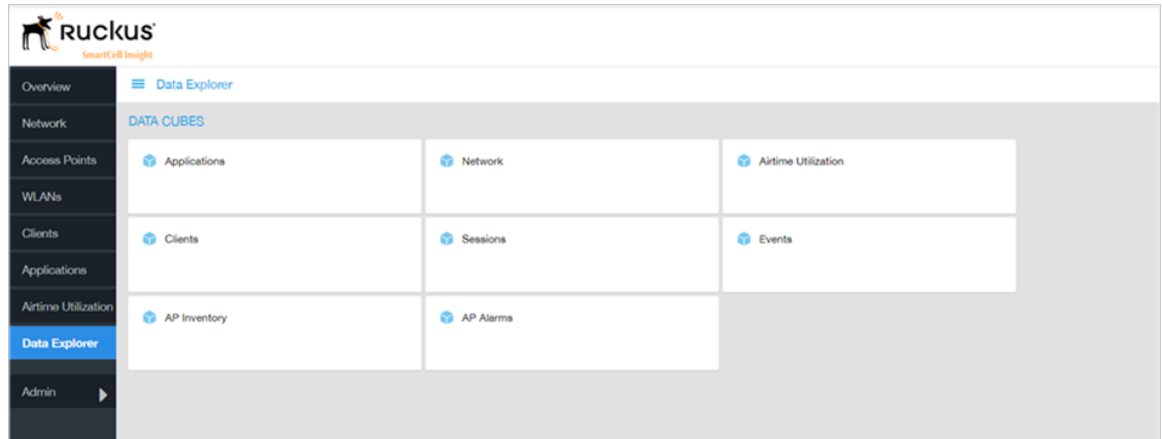 Ruckus®
SmartCell Insight
Overview
Network
Access Points
WLANs
Clients
Applications
Airtime Utilization
Data Explorer
Admin
Data Explorer
DATA CUBES
Applications
Network
Airtime Utilization
Clients
Sessions
Events
AP Inventory
AP Alarms